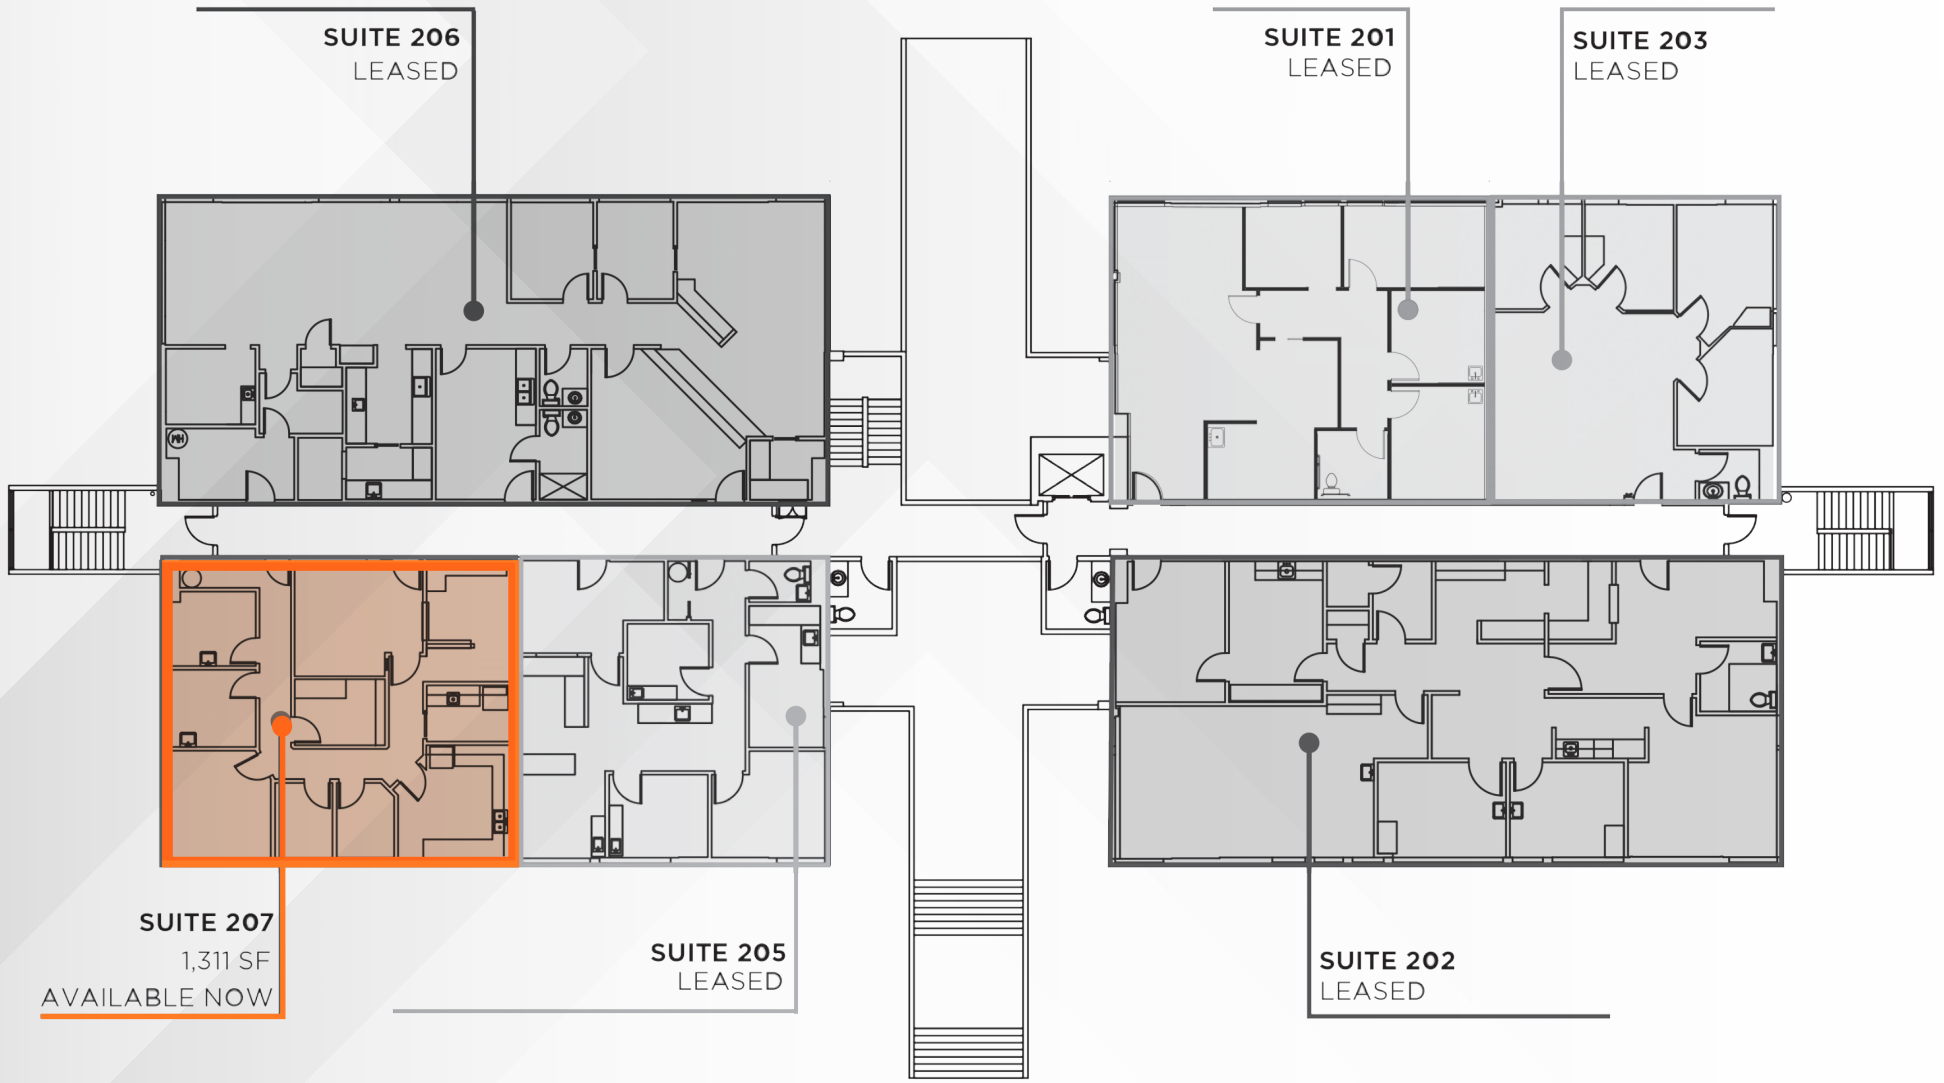 SUITE 206
LEASED
SUITE 201
LEASED
SUITE 203
LEASED
HM
SUITE 207
1,311 SF
AVAILABLE NOW
SUITE 205
LEASED
SUITE 202
LEASED